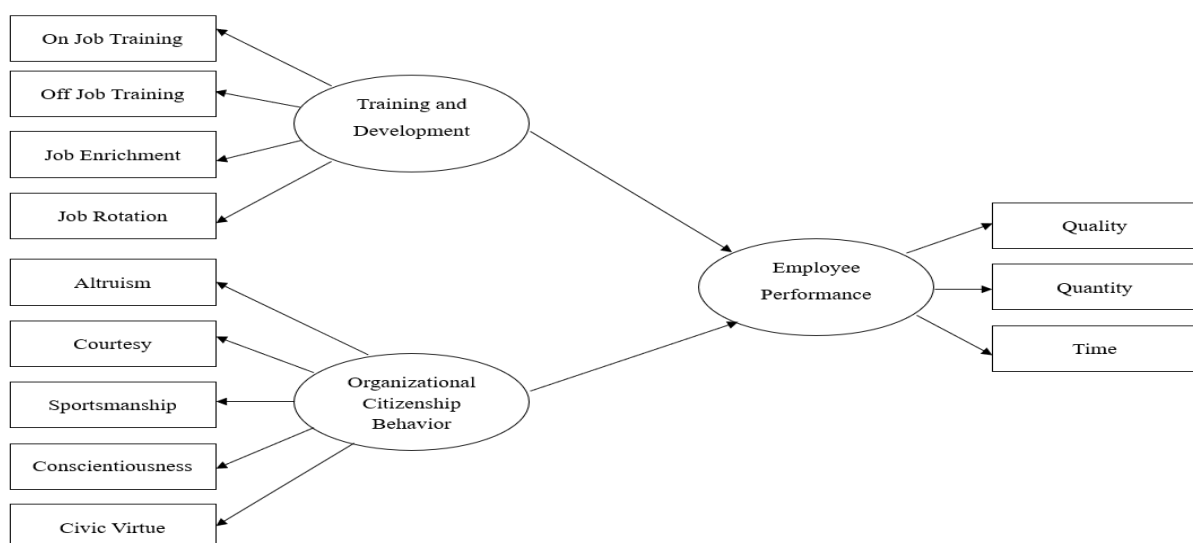 On Job Training
Off Job Training
Job Enrichment
Job Rotation
Altruism
Courtesy
Sportsmanship
Conscientiousness
Civic Virtue
Training and
Development
Organizational
Citizenship
Behavior
Employee
Performance
Quality
Quantity
Time